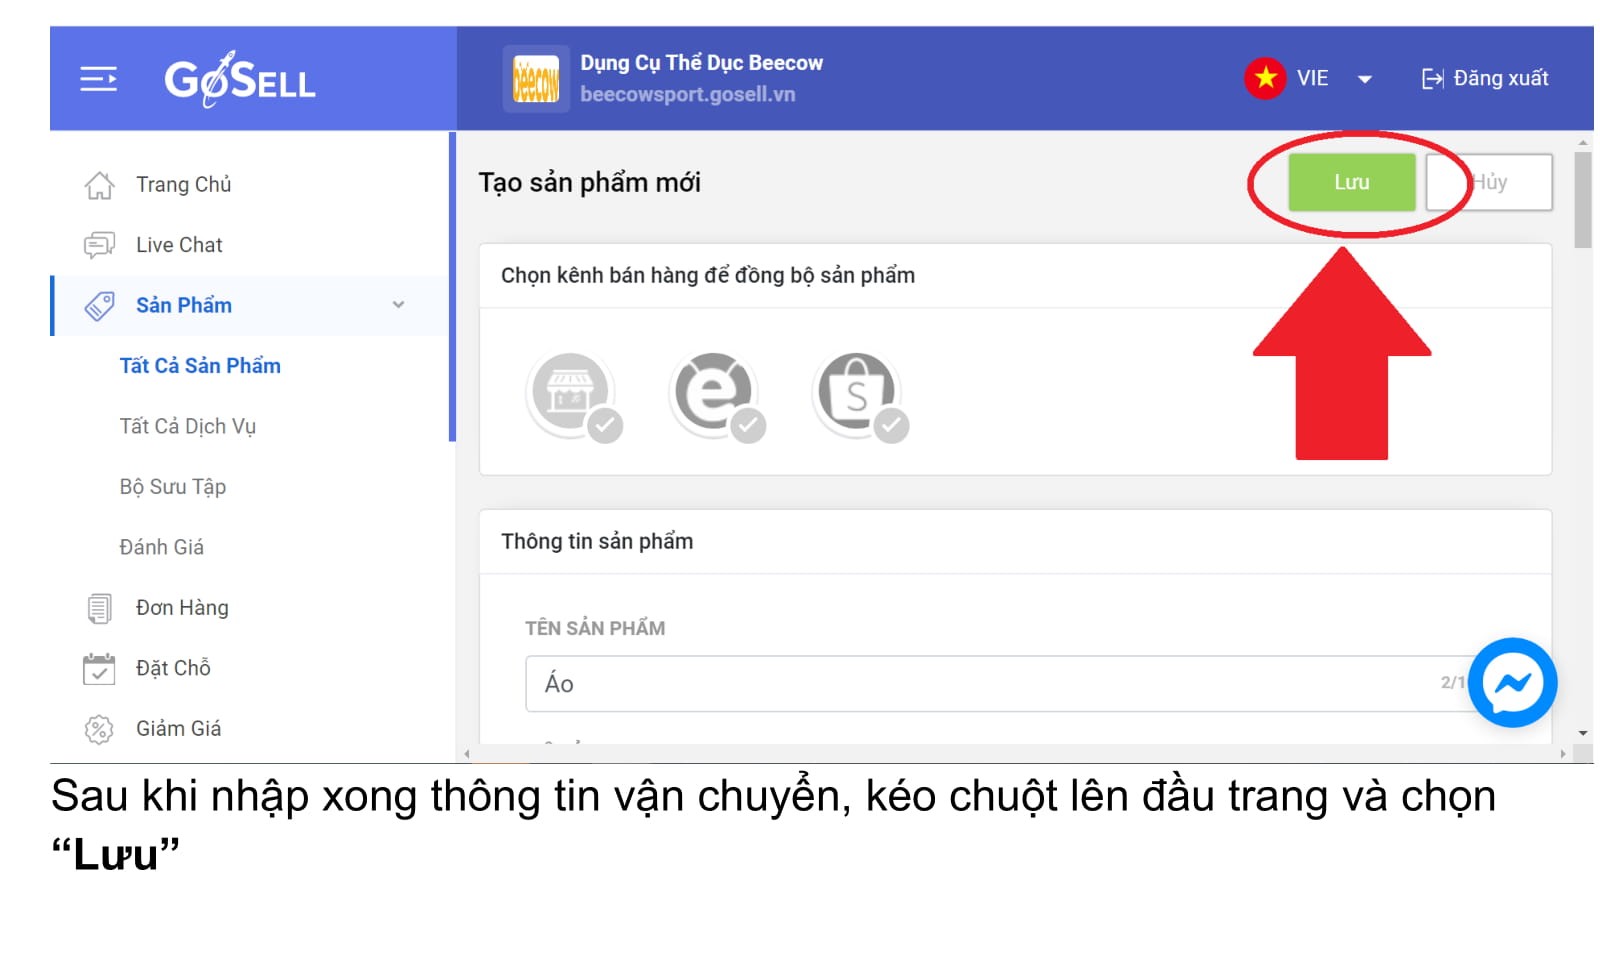 GoSELL
beecow
Dụng Cụ Thể Dục Beecow
beecowsport.gosell.vn
VIE
Đăng xuất
Trang Chủ
Live Chat
Sản Phẩm
Tất Cả Sản Phẩm
Tất Cả Dịch Vụ
Bộ Sưu Tập
Đánh Giá
Đơn Hàng
Đặt Chỗ
Giảm Giá
Tạo sản phẩm mới
Lưu
Hủy
Chọn kênh bán hàng để đồng bộ sản phẩm
Thông tin sản phẩm
TÊN SẢN PHẨM
Áo
Sau khi nhập xong thông tin vận chuyển, kéo chuột lên đầu trang và chọn
“Lưu”